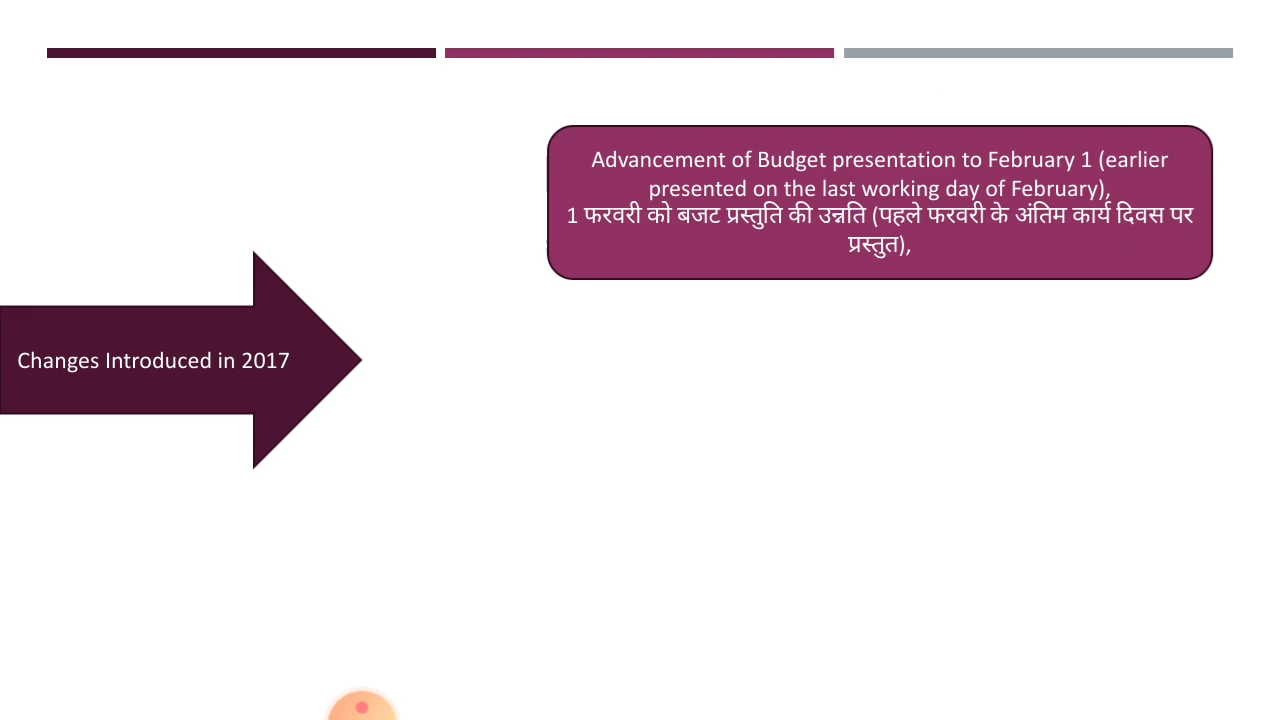 Advancement of Budget presentation to February 1 (earlier
presented on the last working day of February),
1 फरवरी को बजट प्रस्तुति की उन्नति (पहले फरवरी के अंतिम कार्य दिवस पर
प्रस्तुत),
Changes Introduced in 2017